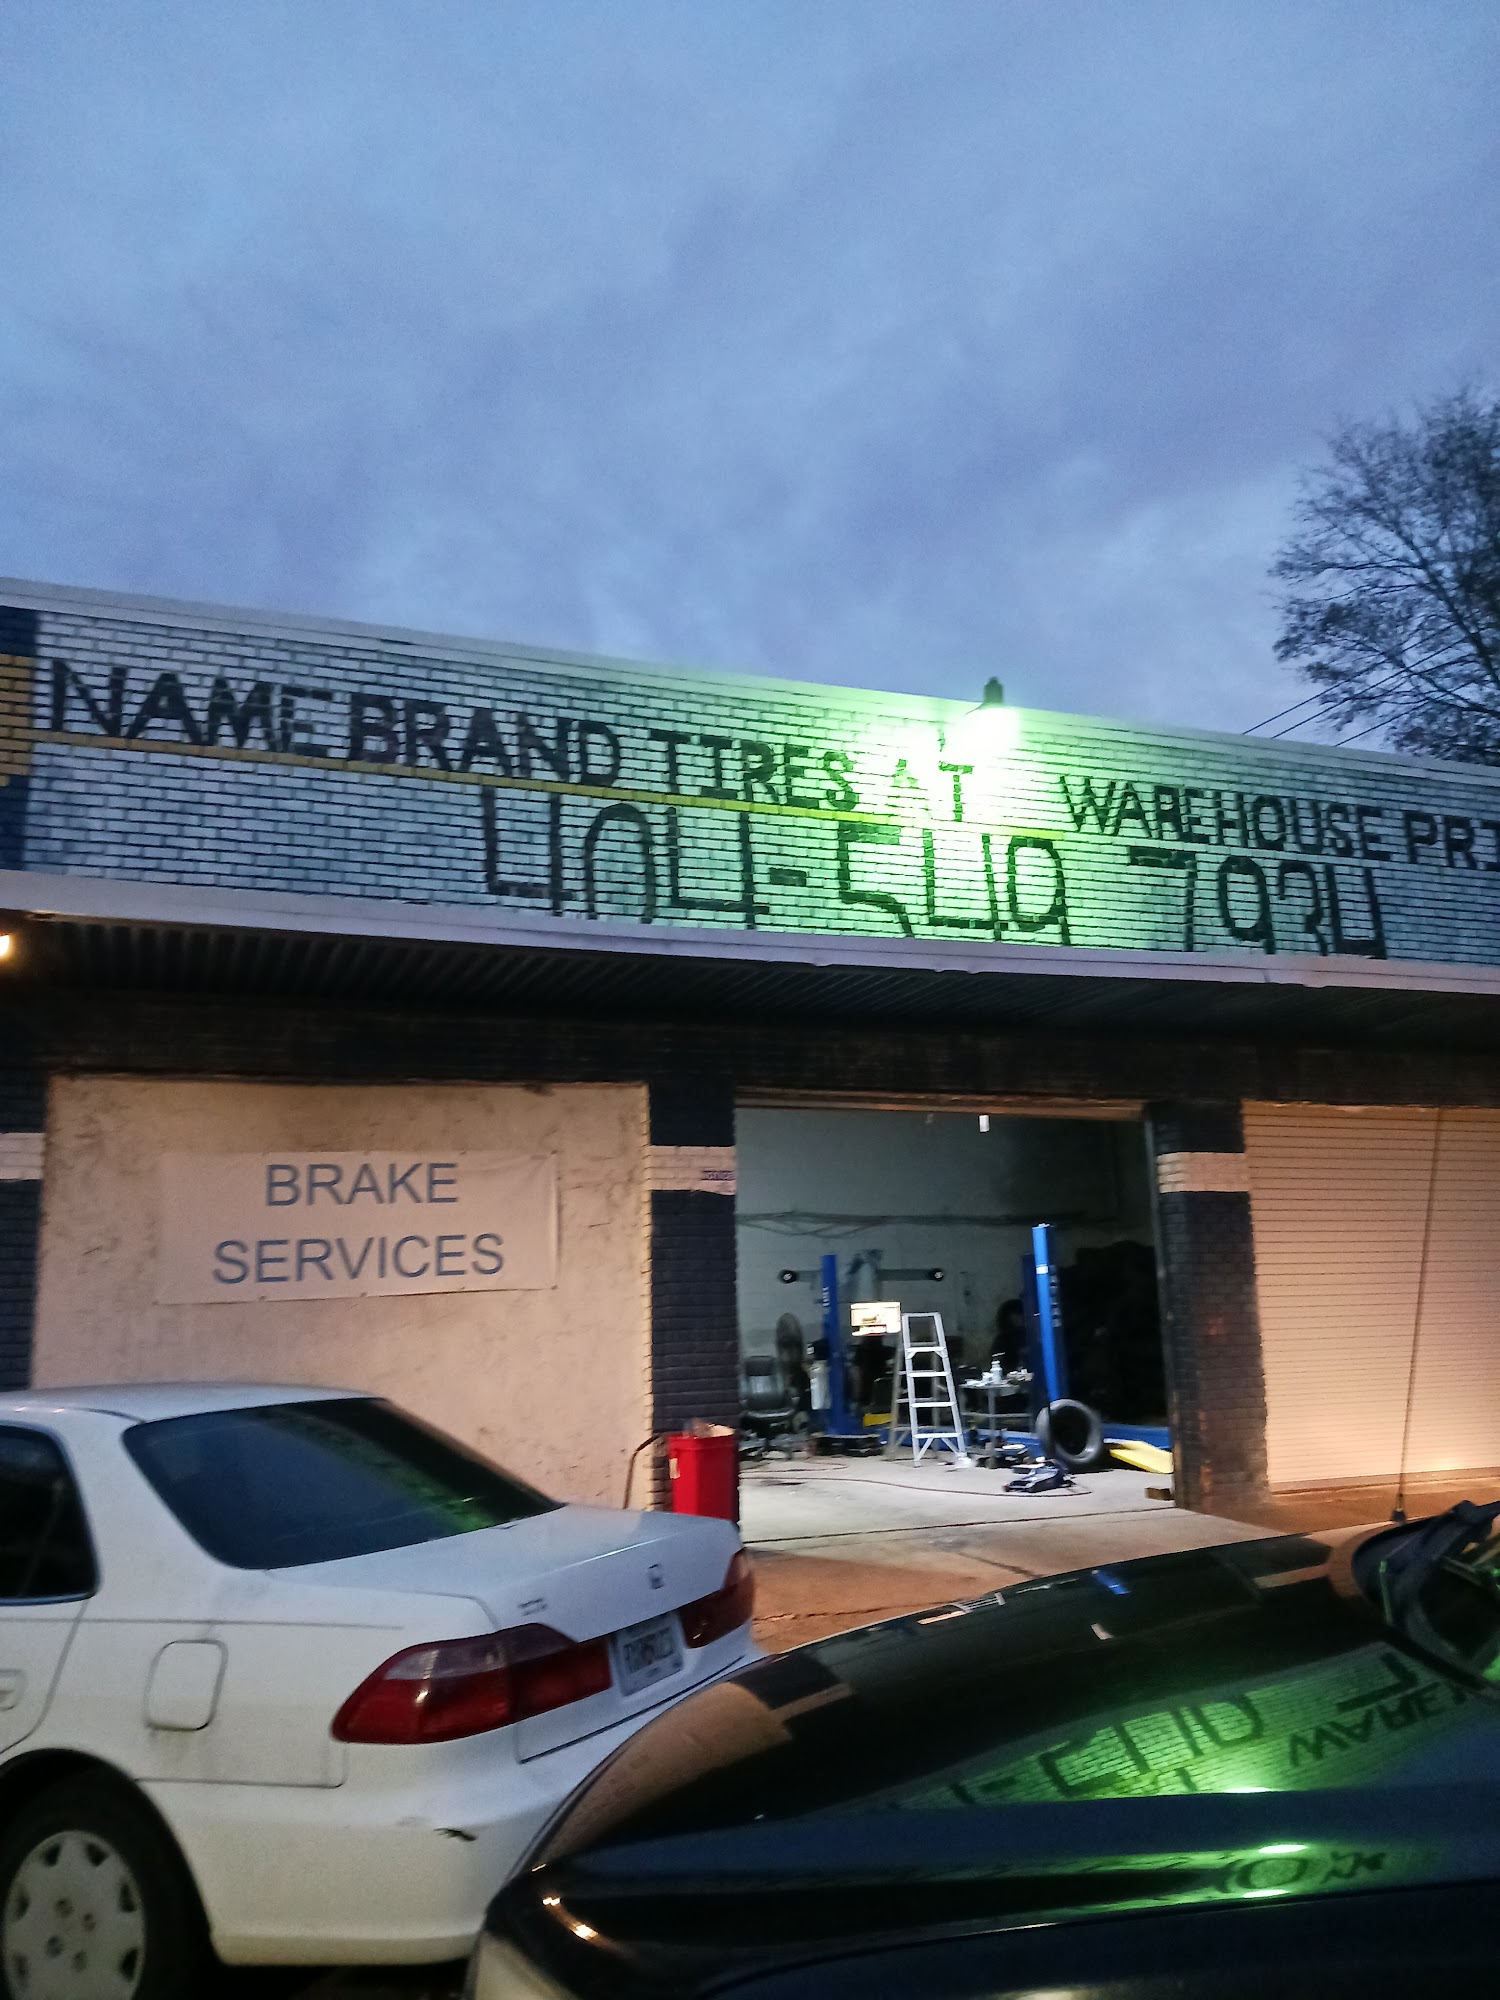 NAME BRAND TIRES AT WAREHOUSE PRI
404-549 7934
BRAKE
SERVICES